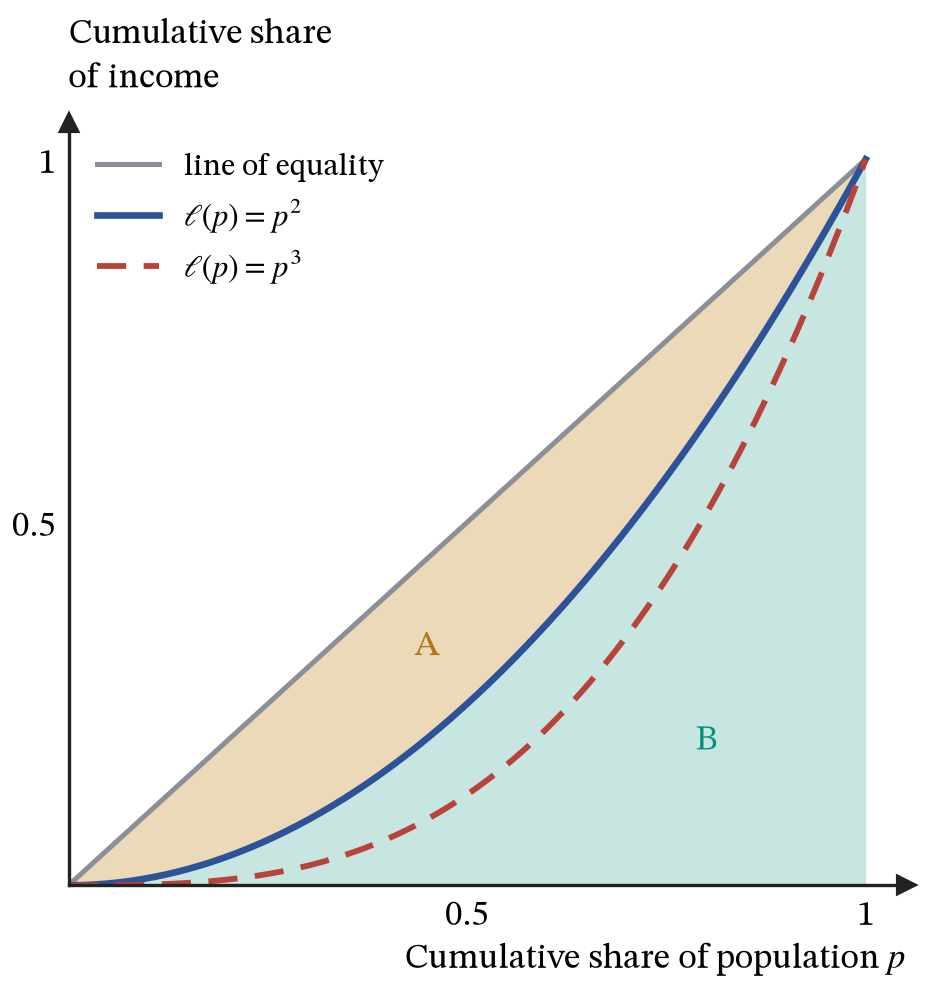 Cumulative share
of income
1
line of equality
ℓ(p) = p²
ℓ(p) = p³
0.5
A
B
0.5
1
Cumulative share of population p